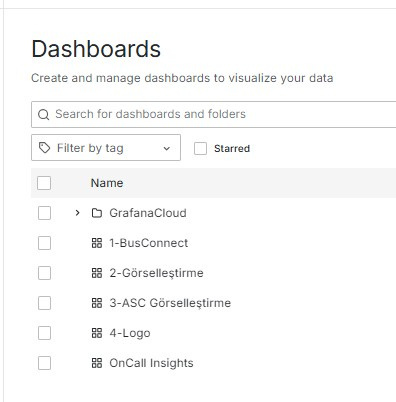 Dashboards
Create and manage dashboards to visualize your data
Search for dashboards and folders
Filter by tag Starred
Name
GrafanaCloud
1-BusConnect
2-Görselleştirme
3-ASC Görselleştirme
4-Logo
OnCall Insights